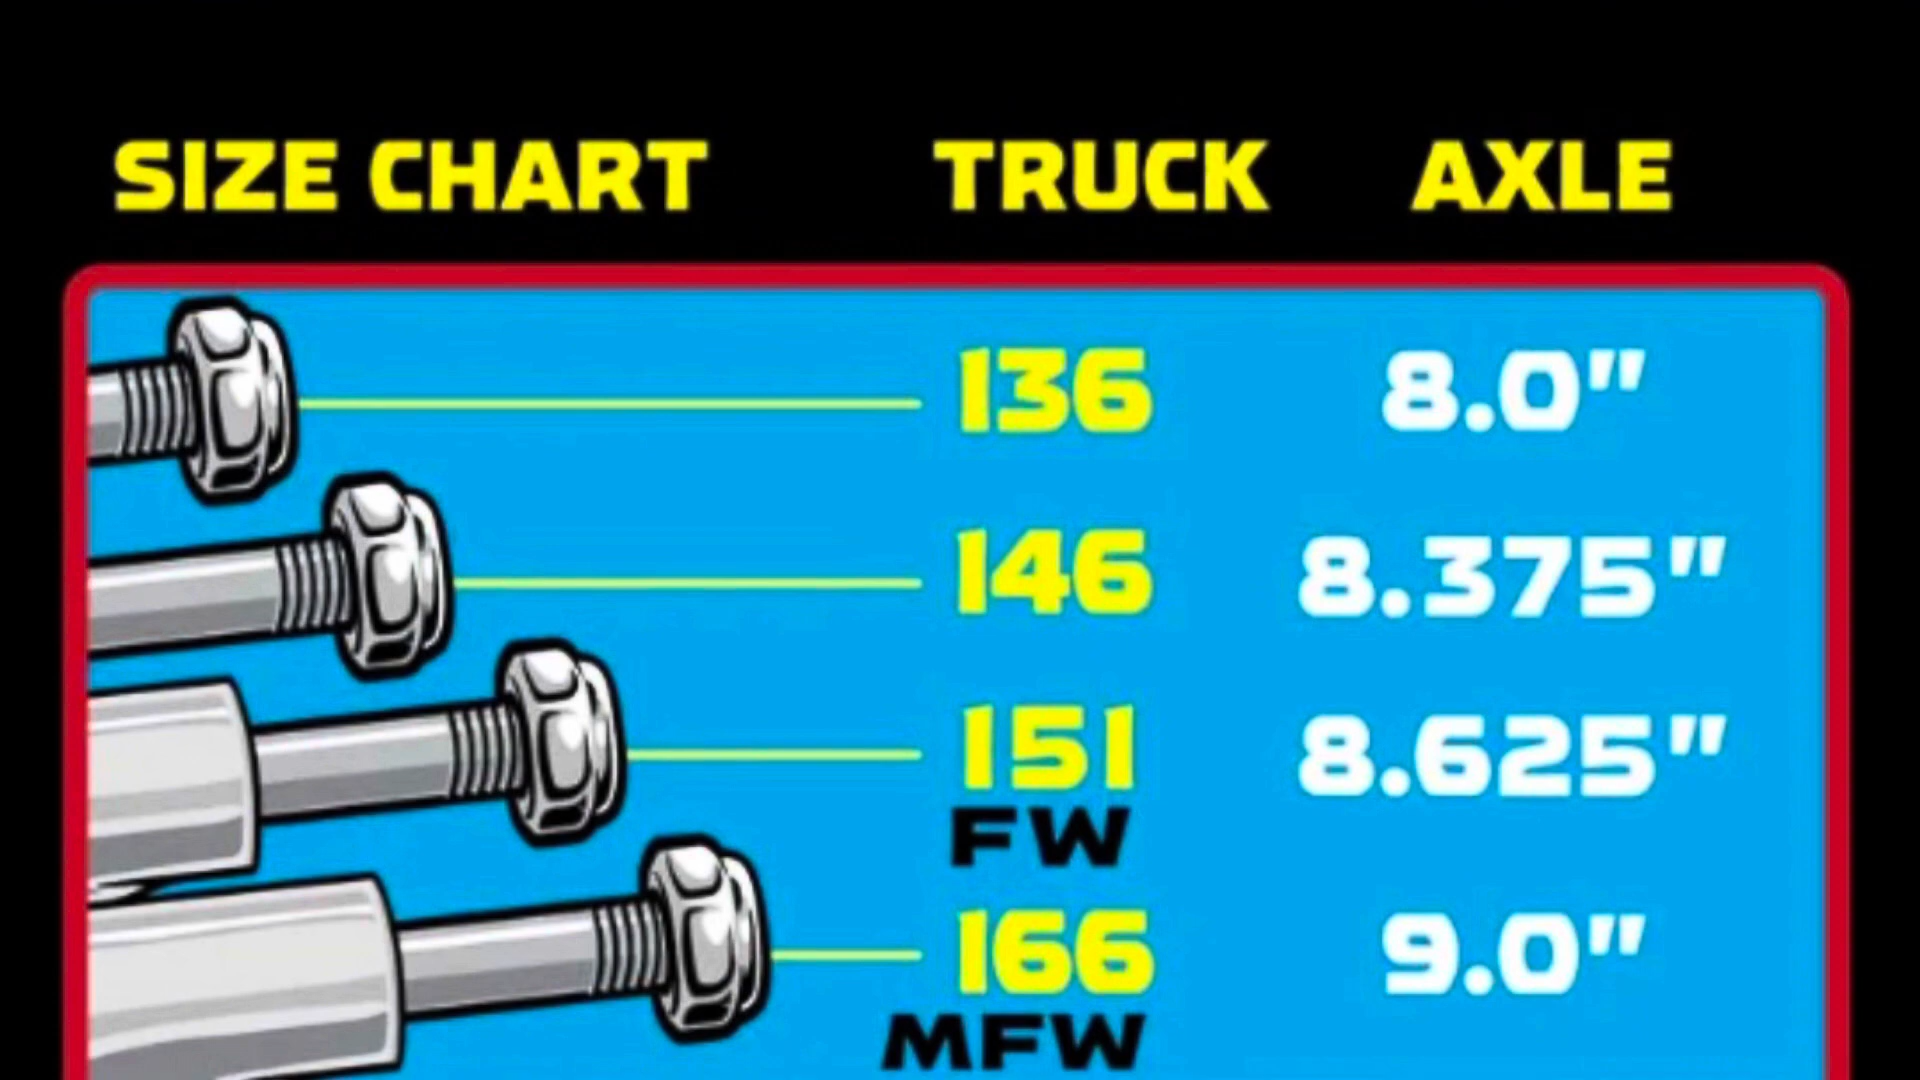 SIZE CHART TRUCK AXLE
136 8.0"
146 8.375"
151 8.625"
FW
166 9.0"
MFW